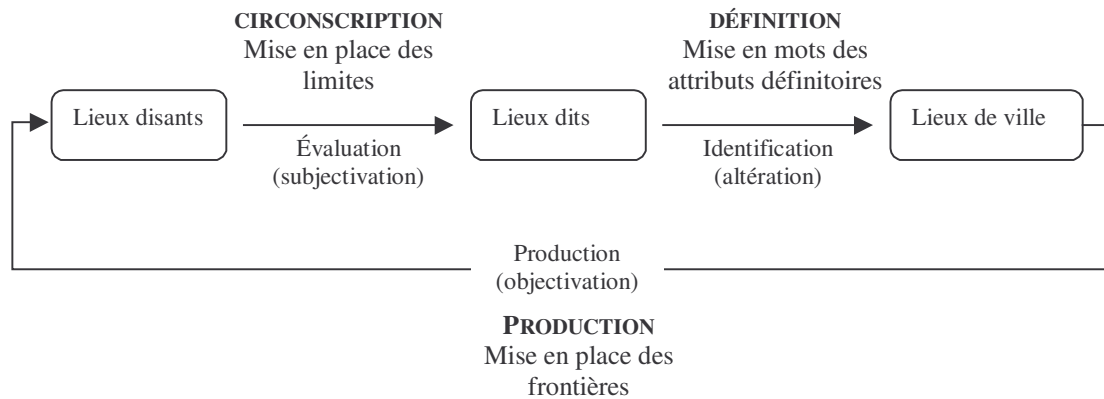 CIRCONSCRIPTION
Mise en place des
limites
DÉFINITION
Mise en mots des
attributs définitoires
Lieux disants
Lieux dits
Lieux de ville
Évaluation
(subjectivation)
Identification
(altération)
Production
(objectivation)
PRODUCTION
Mise en place des
frontières